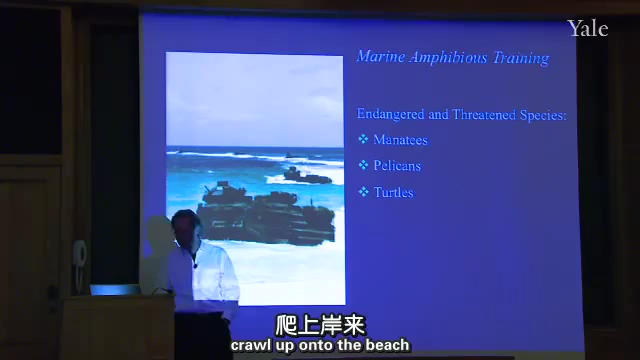 Yale
Marine Amphibious Training
Endangered and Threatened Species:
❖ Manatees
❖ Pelicans
❖ Turtles
爬上岸来
crawl up onto the beach